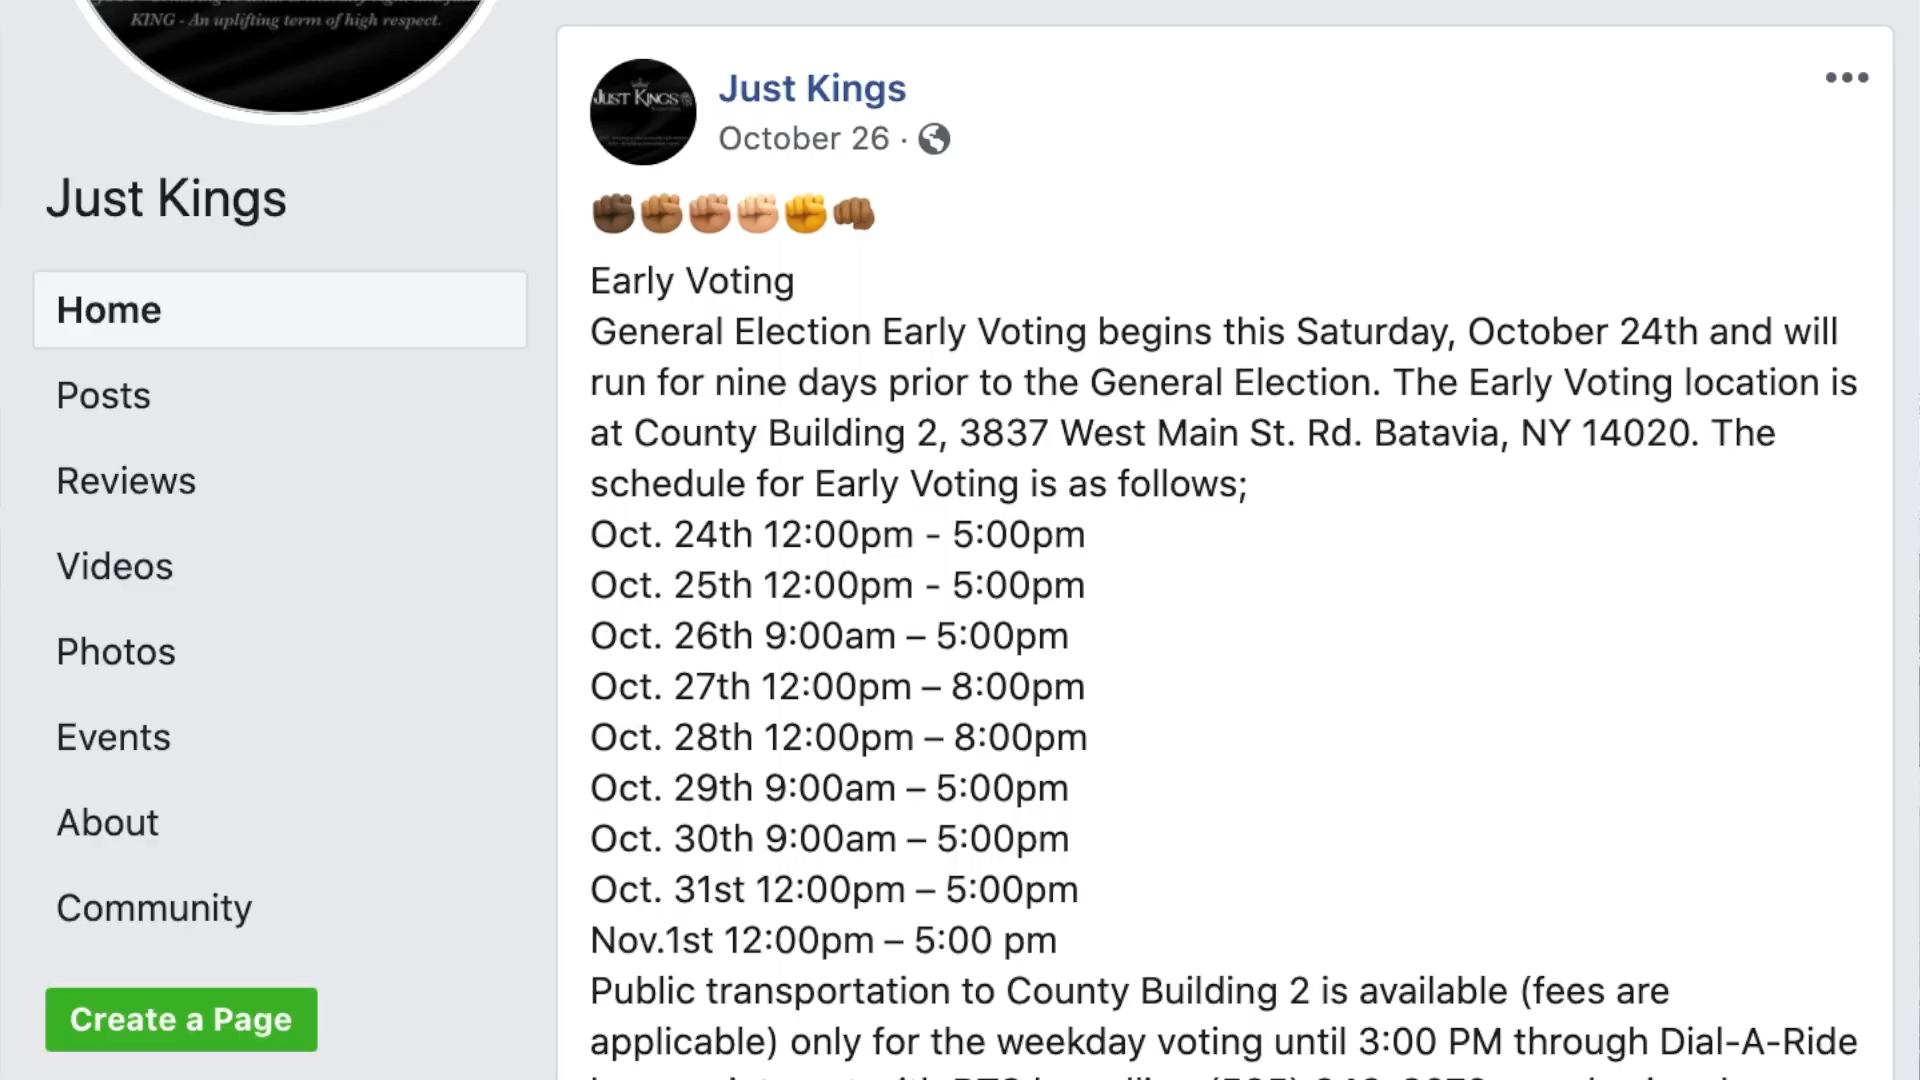 KING - An uplifting term of high respect.
Just Kings
Home
Posts
Reviews
Videos
Photos
Events
About
Community
Create a Page
JUST KINGS
Just Kings
October 26 ·
Early Voting
General Election Early Voting begins this Saturday, October 24th and will
run for nine days prior to the General Election. The Early Voting location is
at County Building 2, 3837 West Main St. Rd. Batavia, NY 14020. The
schedule for Early Voting is as follows;
Oct. 24th 12:00pm - 5:00pm
Oct. 25th 12:00pm - 5:00pm
Oct. 26th 9:00am – 5:00pm
Oct. 27th 12:00pm – 8:00pm
Oct. 28th 12:00pm – 8:00pm
Oct. 29th 9:00am – 5:00pm
Oct. 30th 9:00am – 5:00pm
Oct. 31st 12:00pm – 5:00pm
Nov.1st 12:00pm – 5:00 pm
Public transportation to County Building 2 is available (fees are
applicable) only for the weekday voting until 3:00 PM through Dial-A-Ride